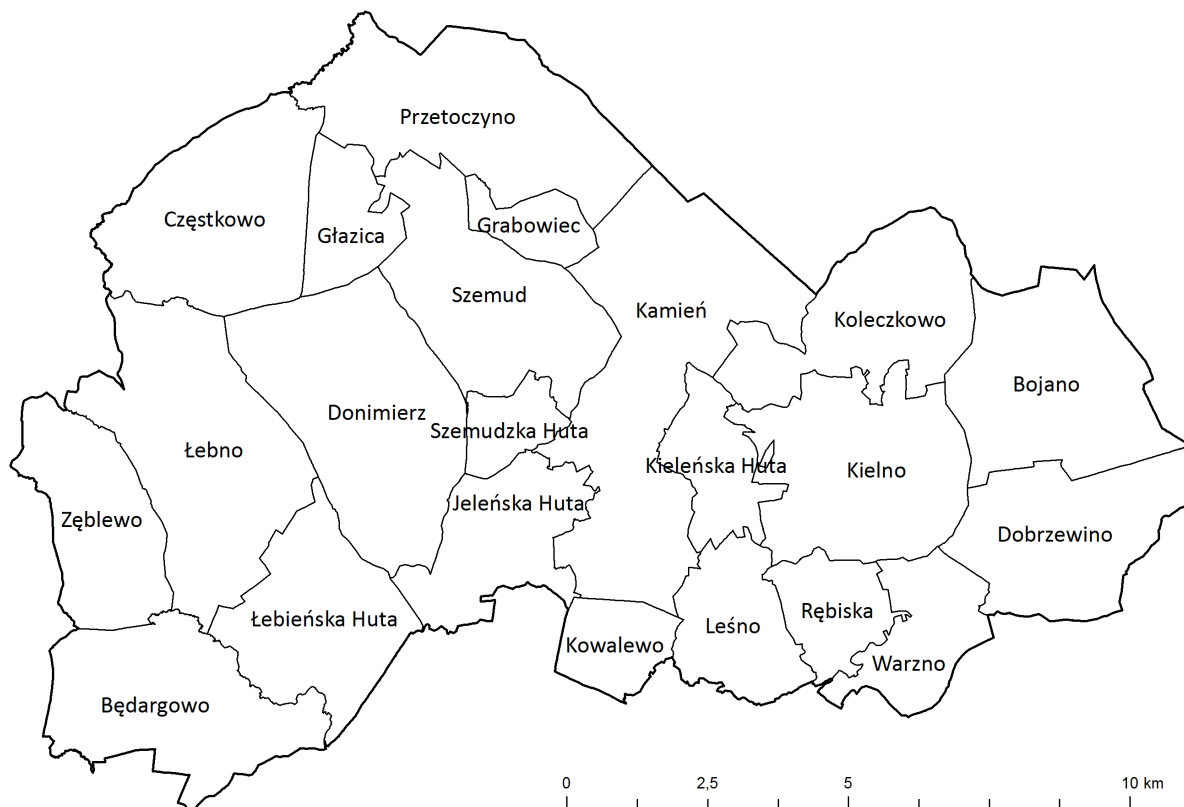 Przetoczyno
Częstkowo
Głazica
Grabowiec
Szemud
Kamień
Koleczkowo
Bojano
Donimierz
Szemudzka Huta
Łebno
Kieleńska Huta
Kielno
Jeleńska Huta
Zęblewo
Dobrzewino
Łebieńska Huta
Rębiska
Leśno
Kowalewo
Warzno
Będargowo
0 2,5 5 10 km